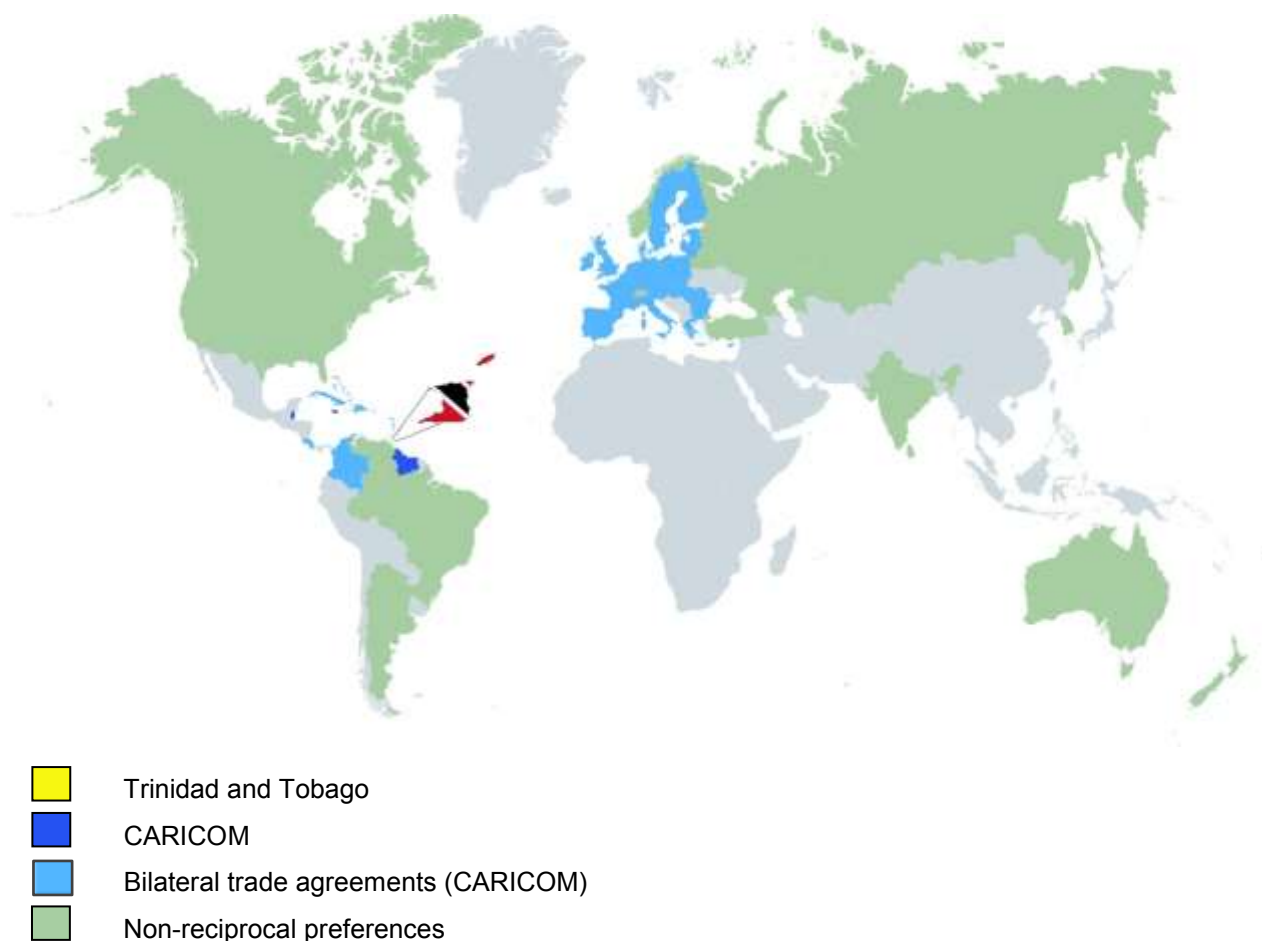 Trinidad and Tobago
CARICOM
Bilateral trade agreements (CARICOM)
Non-reciprocal preferences